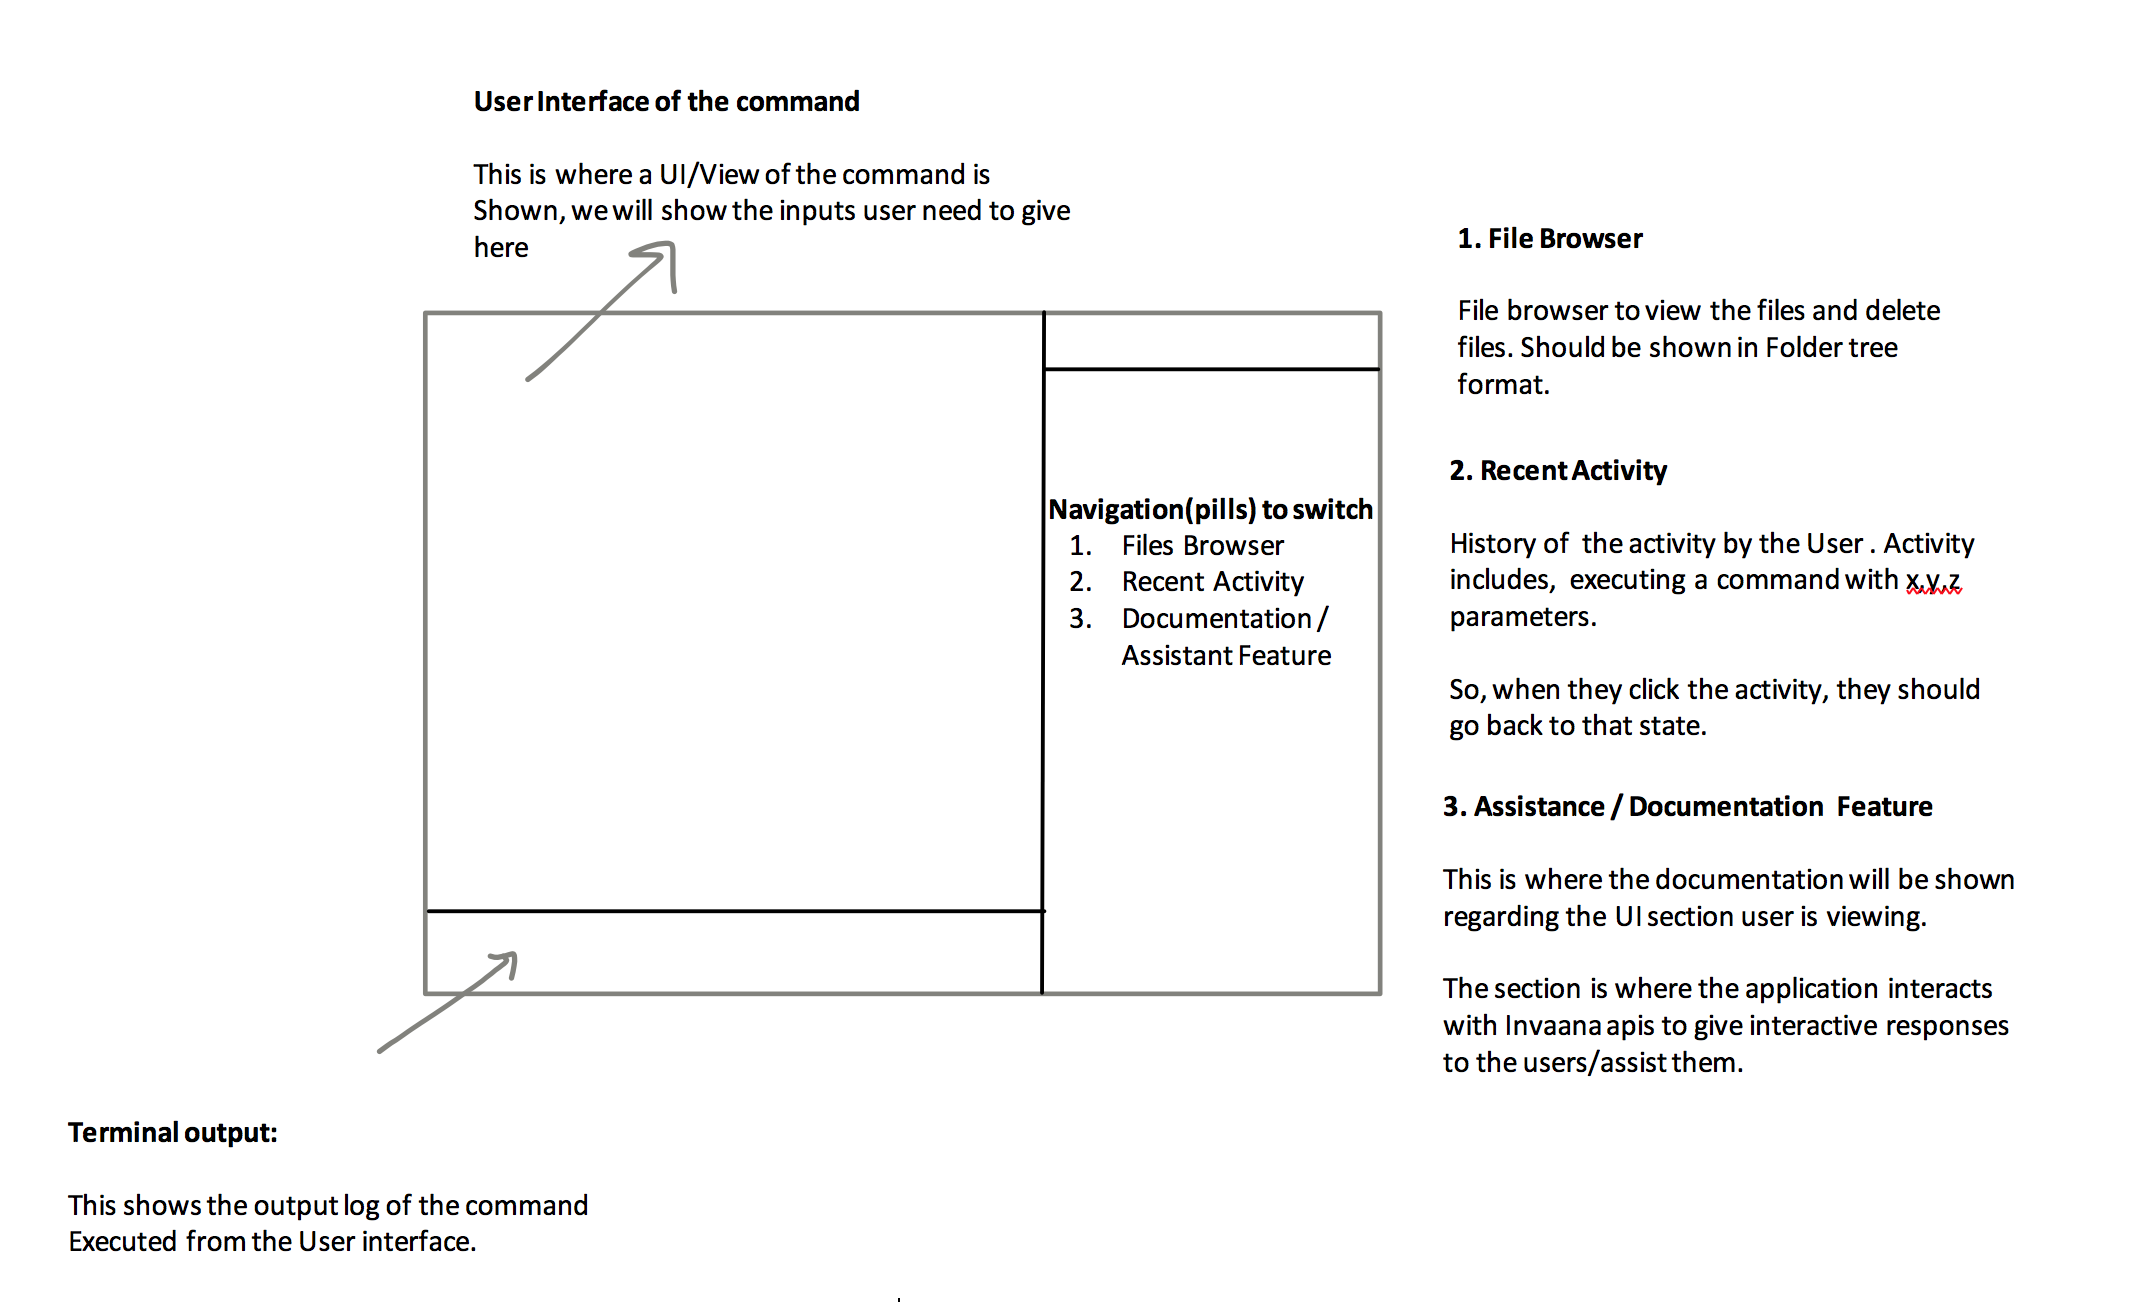 User Interface of the command
This is where a UI/View of the command is
Shown, we will show the inputs user need to give
here
Navigation(pills) to switch
1. Files Browser
2. Recent Activity
3. Documentation /
Assistant Feature
1. File Browser
File browser to view the files and delete
files. Should be shown in Folder tree
format.
2. Recent Activity
History of the activity by the User . Activity
includes, executing a command with x,y,z
parameters.
So, when they click the activity, they should
go back to that state.
3. Assistance / Documentation Feature
This is where the documentation will be shown
regarding the UI section user is viewing.
The section is where the application interacts
with Invaana apis to give interactive responses
to the users/assist them.
Terminal output:
This shows the output log of the command
Executed from the User interface.